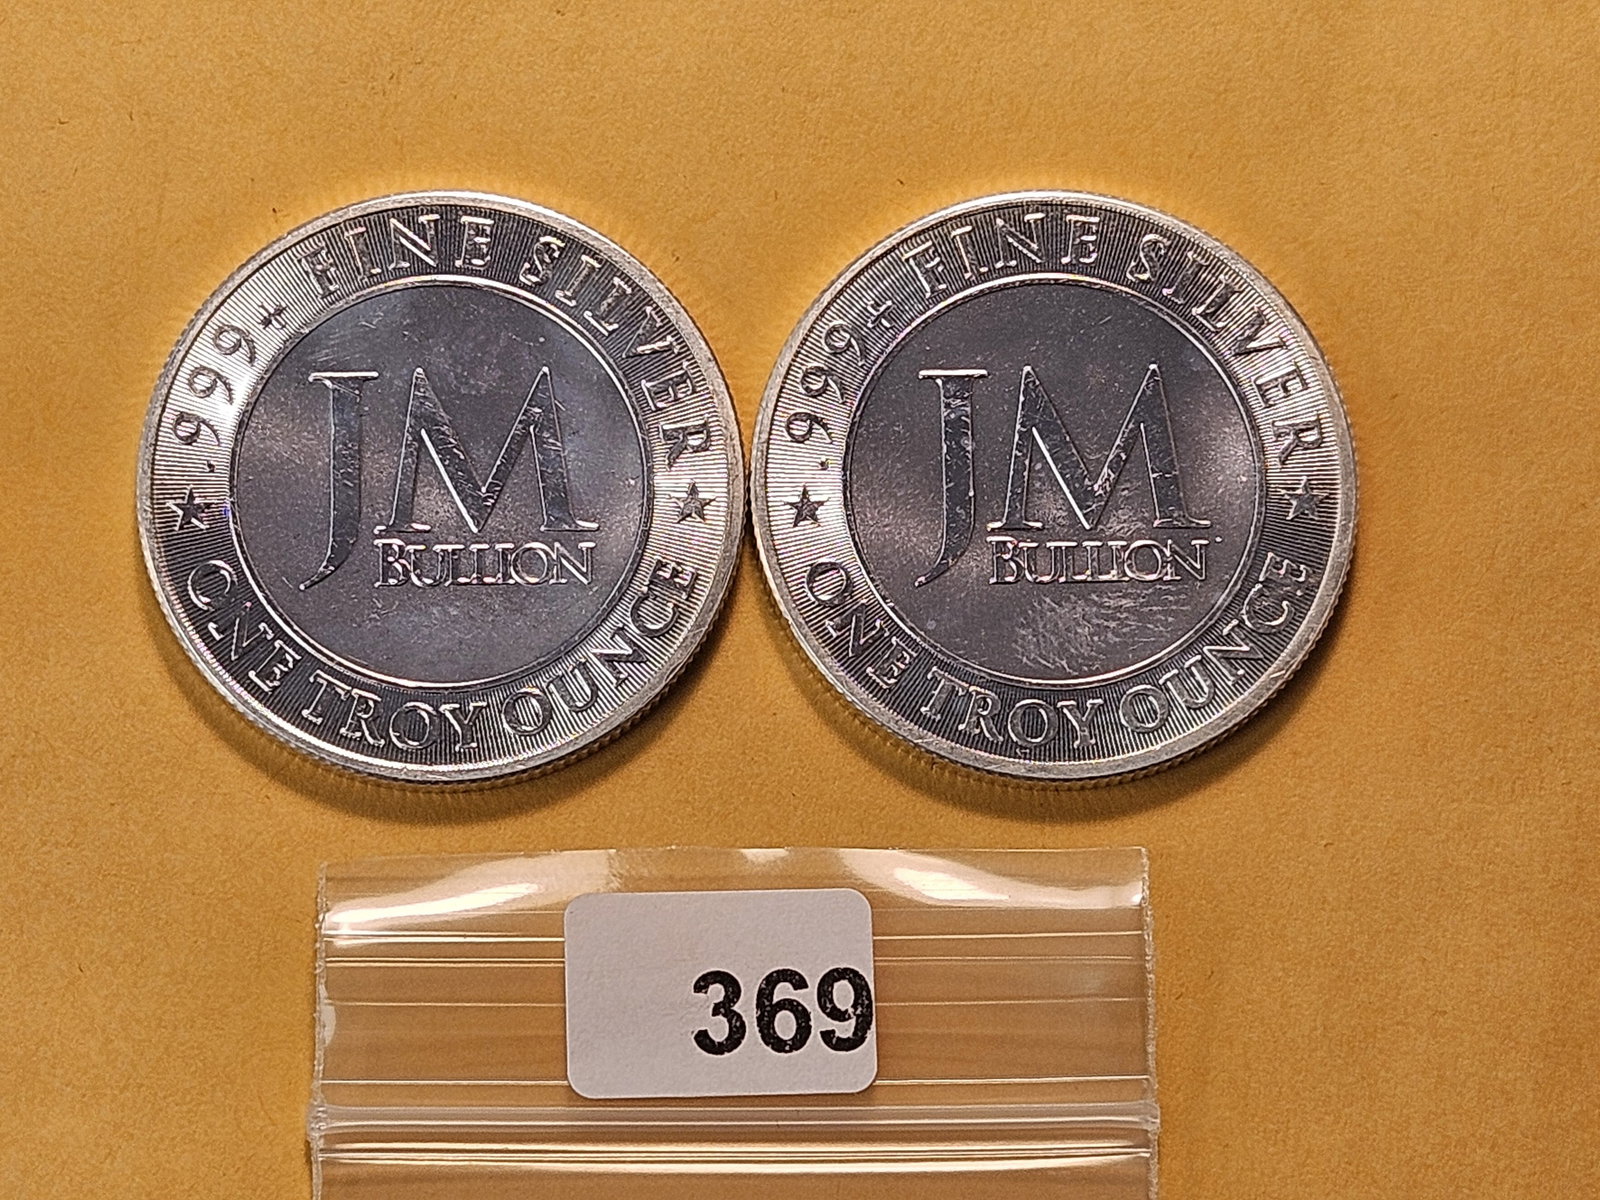 .999+ FINE SILVER
JM
BULLION
★ ONE TROY OUNCE ★
.999+ FINE SILVER
JM
BULLION
★ ONE TROY OUNCE ★
369